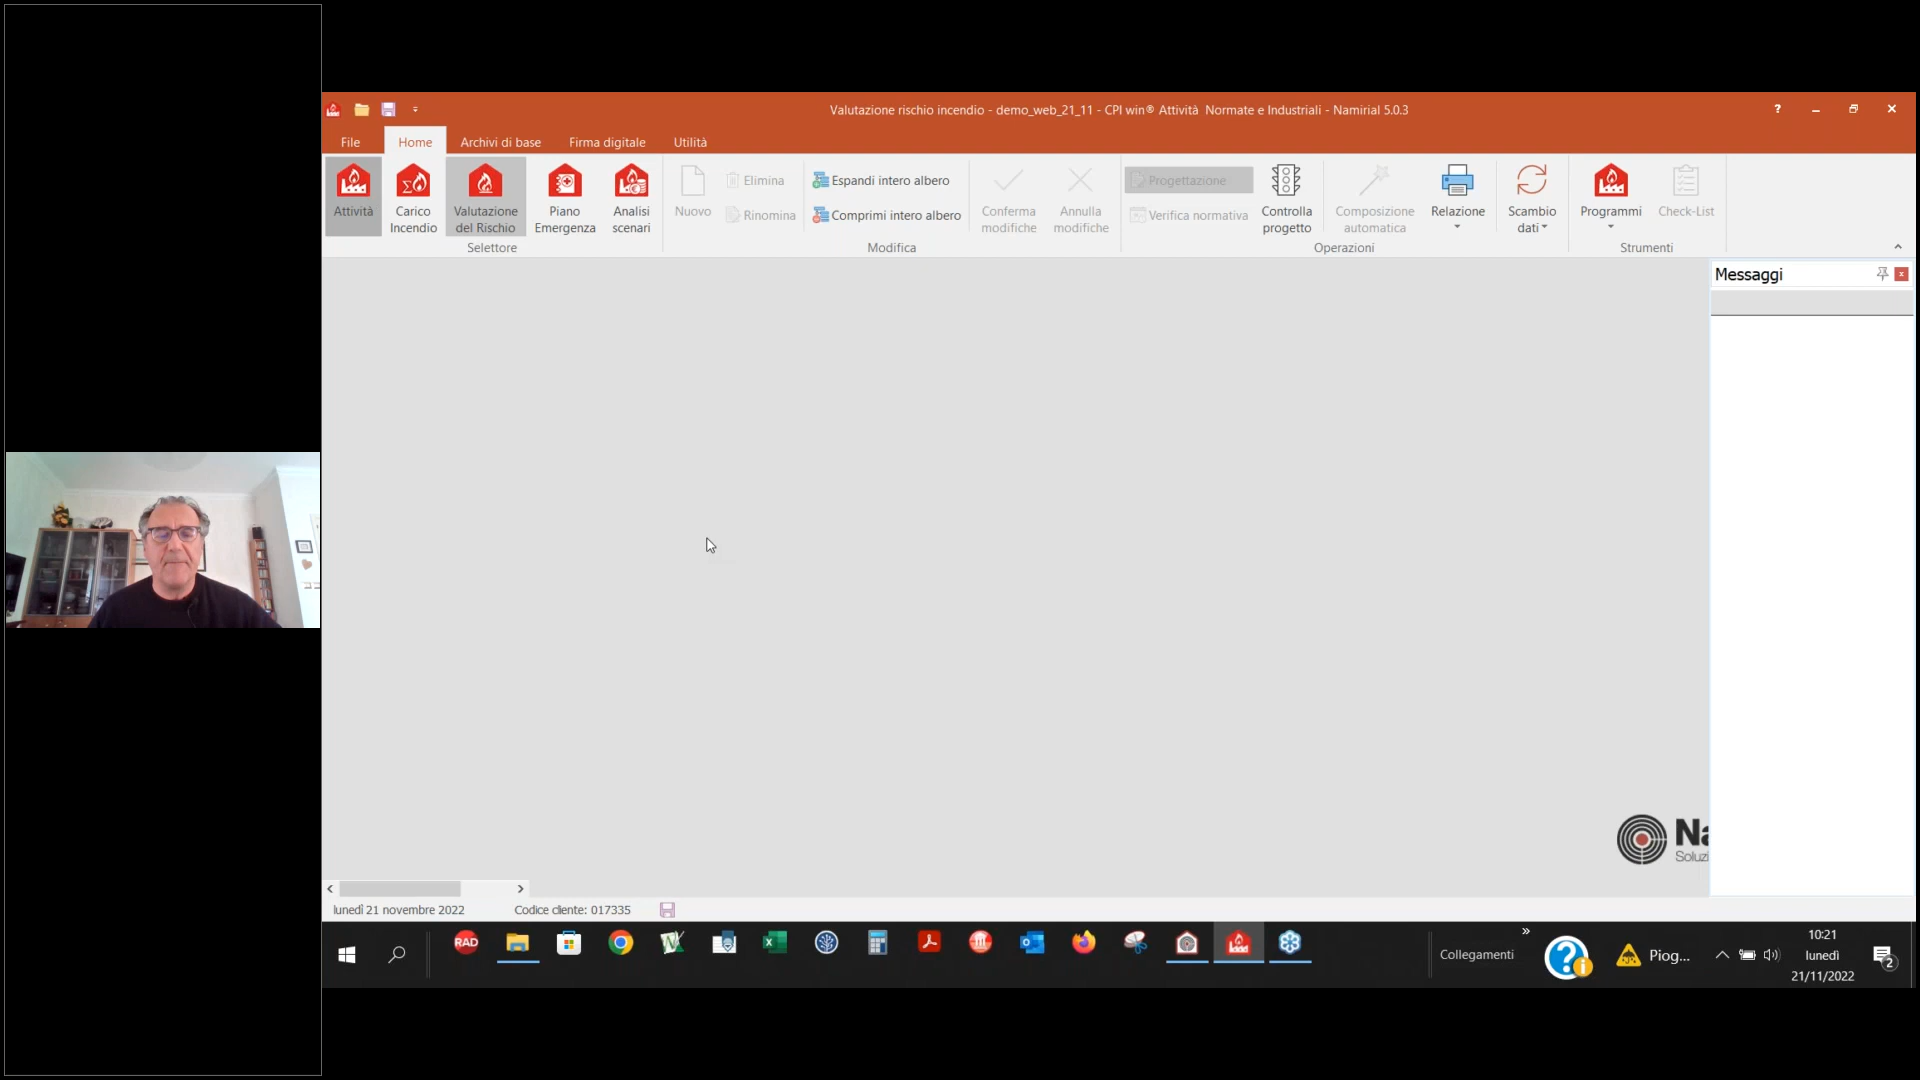 Valutazione rischio incendio - demo_web_21_11 - CPI win® Attività Normate e Industriali - Namirial 5.0.3
?
File
Home
Archivi di base
Firma digitale
Utilità
Attività
Carico
Incendio
Valutazione
del Rischio
Piano
Emergenza
Analisi
scenari
Selettore
Nuovo
Elimina
Rinomina
Espandi intero albero
Comprimi intero albero
Conferma
modifiche
Annulla
modifiche
Modifica
Progettazione
Verifica normativa
Controlla
progetto
Composizione
automatica
Relazione
Operazioni
Scambio
dati
Programmi
Check-List
Strumenti
Messaggi
Na
Soluzi
lunedì 21 novembre 2022
Codice cliente: 017335
RAD
Collegamenti
»
Piog...
10:21
lunedì
21/11/2022
2